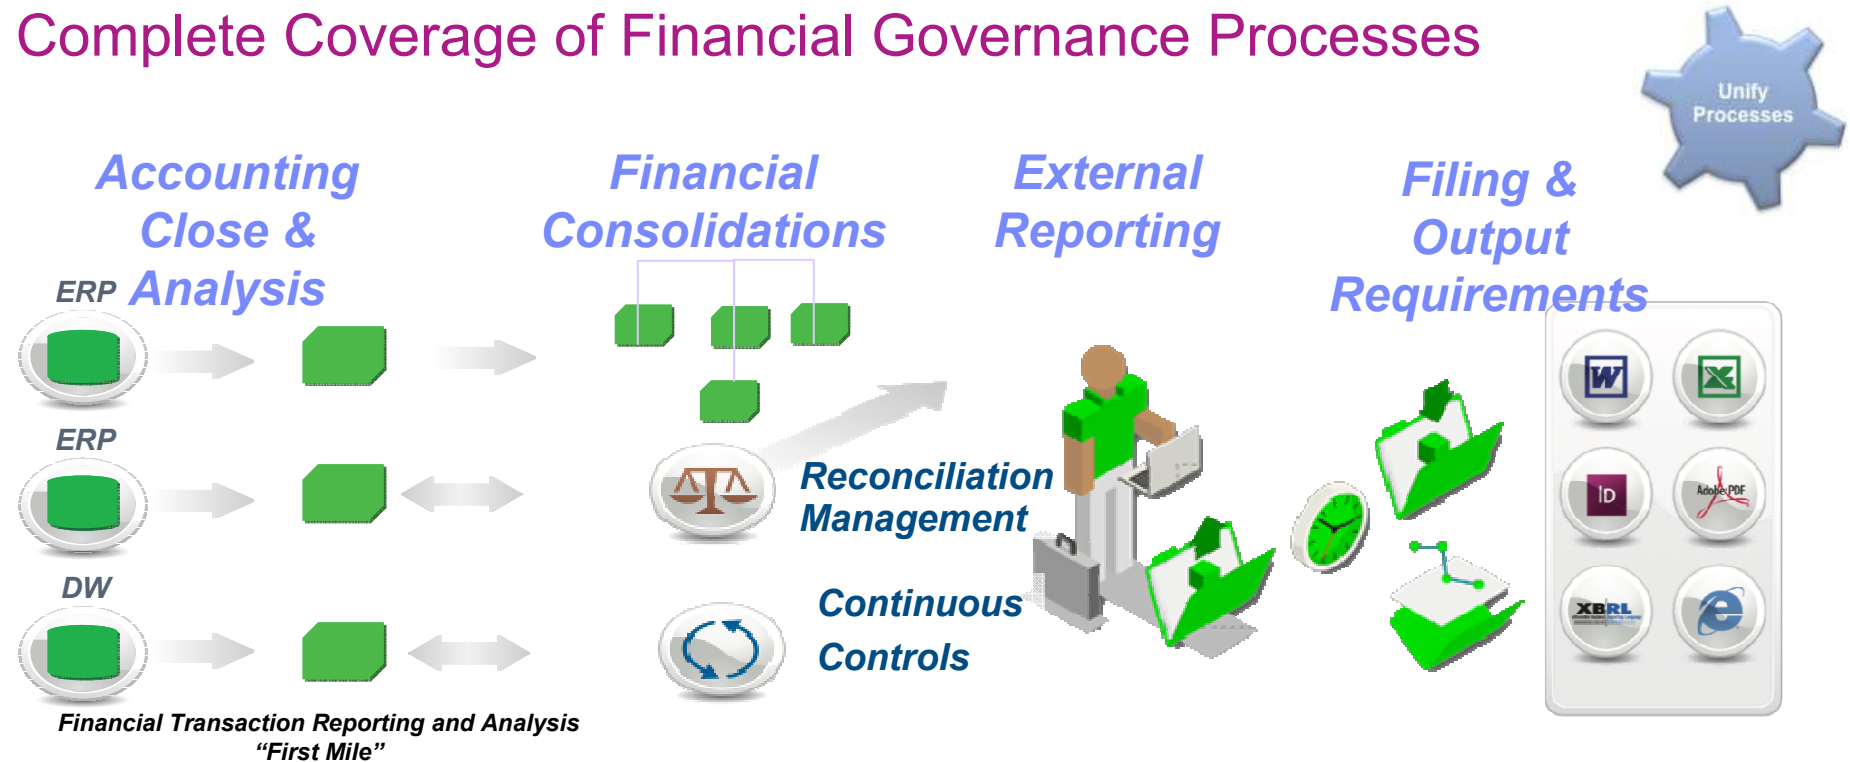 Complete Coverage of Financial Governance Processes
Unify
Processes
Accounting
Close &
Analysis
Financial
Consolidations
External
Reporting
Filing &
Output
Requirements
ERP
ERP
DW
Reconciliation
Management
Continuous
Controls
W
X
ID
Adobe PDF
XBRL
e
Financial Transaction Reporting and Analysis
“First Mile”